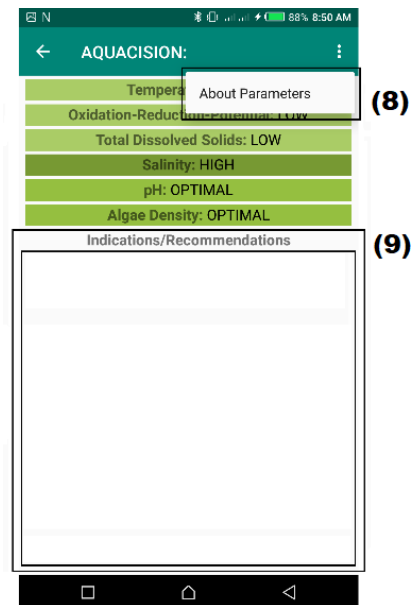 N 88% 8:50 AM
AQUACISION:
Tempera
About Parameters
(8)
Oxidation-Reduction-Potential: LOW
Total Dissolved Solids: LOW
Salinity: HIGH
pH: OPTIMAL
Algae Density: OPTIMAL
Indications/Recommendations
(9)